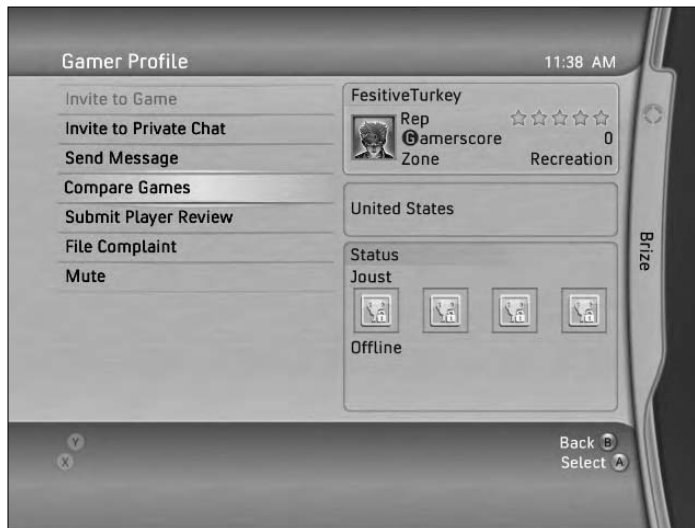 Gamer Profile
11:38 AM
Invite to Game
Invite to Private Chat
Send Message
Compare Games
Submit Player Review
File Complaint
Mute
FesitiveTurkey
Rep
G Gamerscore 0
Zone Recreation
United States
Status
Joust
Offline
Brize
Y
X
Back B
Select A